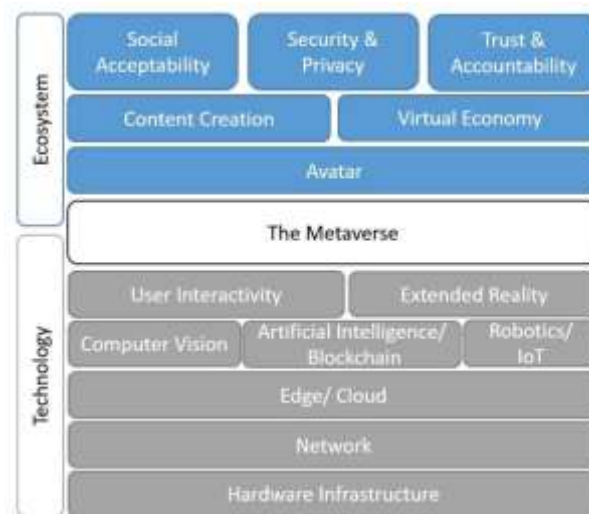 Ecosystem
Social
Acceptability
Security &
Privacy
Trust &
Accountability
Content Creation
Virtual Economy
Avatar
The Metaverse
Technology
User Interactivity
Extended Reality
Computer Vision
Artificial Intelligence/
Blockchain
Robotics/
IoT
Edge/ Cloud
Network
Hardware Infrastructure